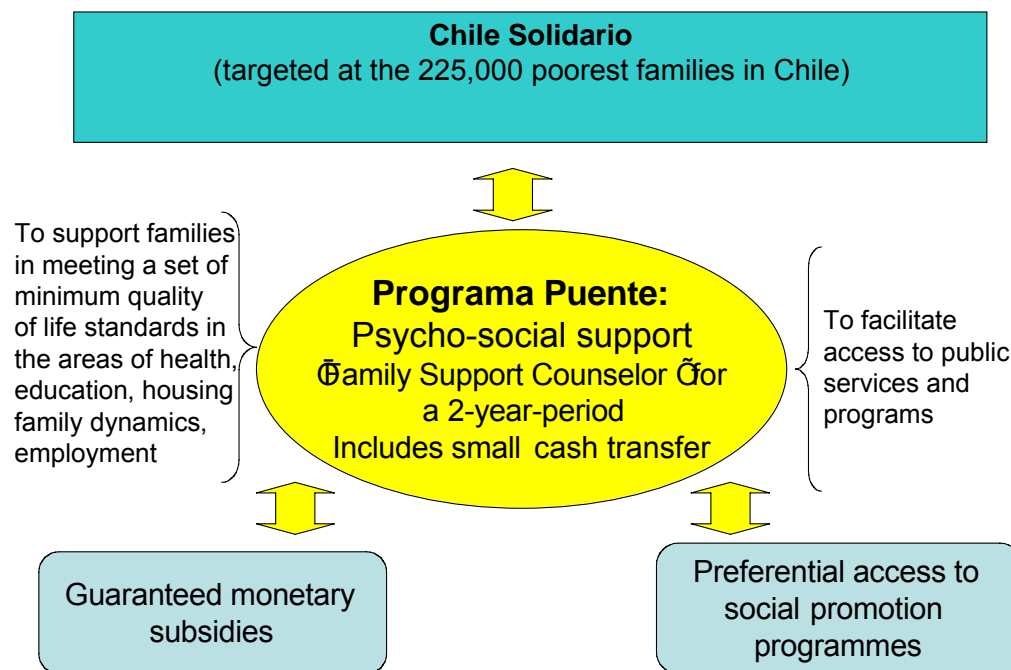 Chile Solidario
(targeted at the 225,000 poorest families in Chile)
To support families
in meeting a set of
minimum quality
of life standards in
the areas of health,
education, housing
family dynamics,
employment
Programa Puente:
Psycho-social support
Family Support Counselor for
a 2-year-period
Includes small cash transfer
To facilitate
access to public
services and
programs
Guaranteed monetary
subsidies
Preferential access to
social promotion
programmes